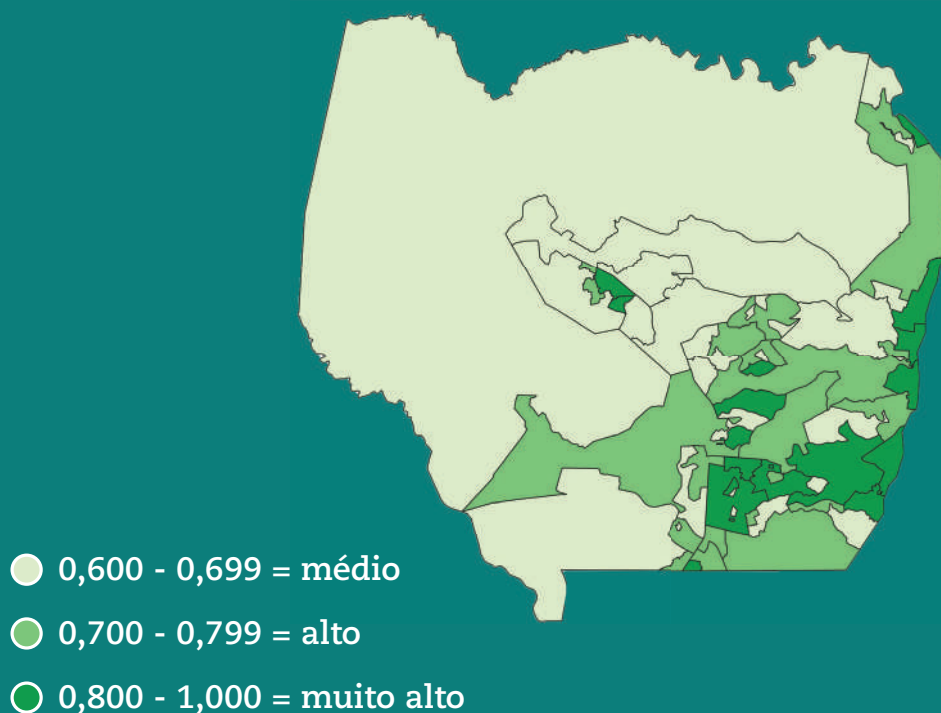 0,600 - 0,699 = médio
0,700 - 0,799 = alto
0,800 - 1,000 = muito alto